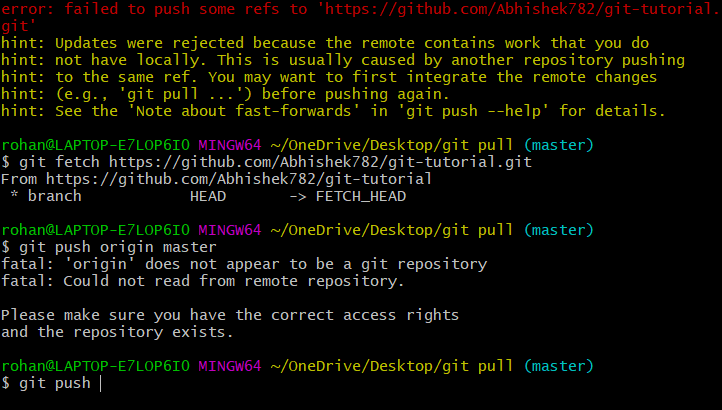 error: failed to push some refs to 'https://github.com/Abhishek782/git-tutorial.
git'
hint: Updates were rejected because the remote contains work that you do
hint: not have locally. This is usually caused by another repository pushing
hint: to the same ref. You may want to first integrate the remote changes
hint: (e.g., 'git pull ...') before pushing again.
hint: See the 'Note about fast-forwards' in 'git push --help' for details.
rohan@LAPTOP-E7LOP6I0 MINGW64 ~/OneDrive/Desktop/git pull (master)
$ git fetch https://github.com/Abhishek782/git-tutorial.git
From https://github.com/Abhishek782/git-tutorial
 * branch            HEAD       -> FETCH_HEAD
rohan@LAPTOP-E7LOP6I0 MINGW64 ~/OneDrive/Desktop/git pull (master)
$ git push origin master
fatal: 'origin' does not appear to be a git repository
fatal: Could not read from remote repository.
Please make sure you have the correct access rights
and the repository exists.
rohan@LAPTOP-E7LOP6I0 MINGW64 ~/OneDrive/Desktop/git pull (master)
$ git push